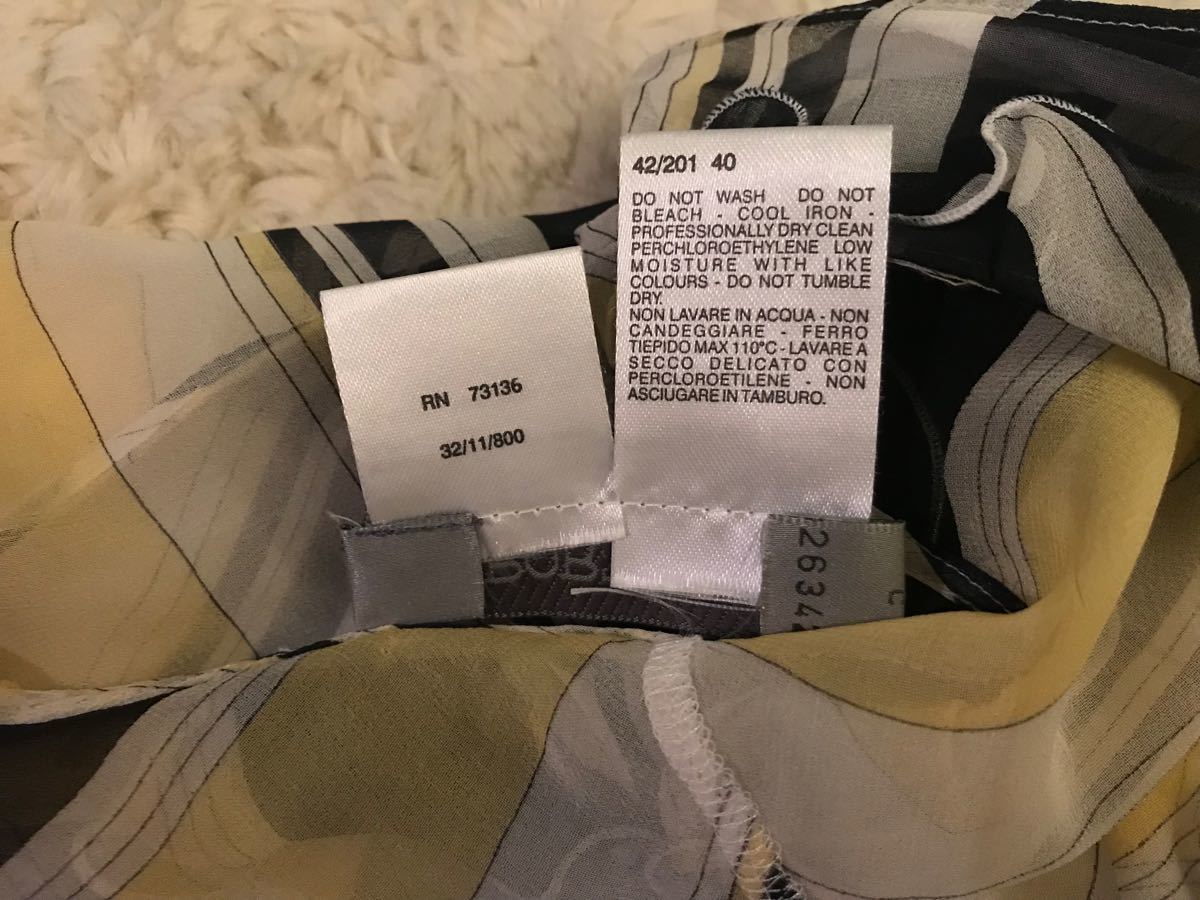 42/201 40
DO NOT WASH DO NOT
BLEACH - COOL IRON -
PROFESSIONALLY DRY CLEAN
PERCHLOROETHYLENE LOW
MOISTURE WITH LIKE
COLOURS - DO NOT TUMBLE
DRY.
NON LAVARE IN ACQUA - NON
CANDEGGIARE - FERRO
TIEPIDO MAX 110°C - LAVARE A
SECCO DELICATO CON
PERCLOROETILENE - NON
ASCIUGARE IN TAMBURO.
RN 73136
32/11/800
26342